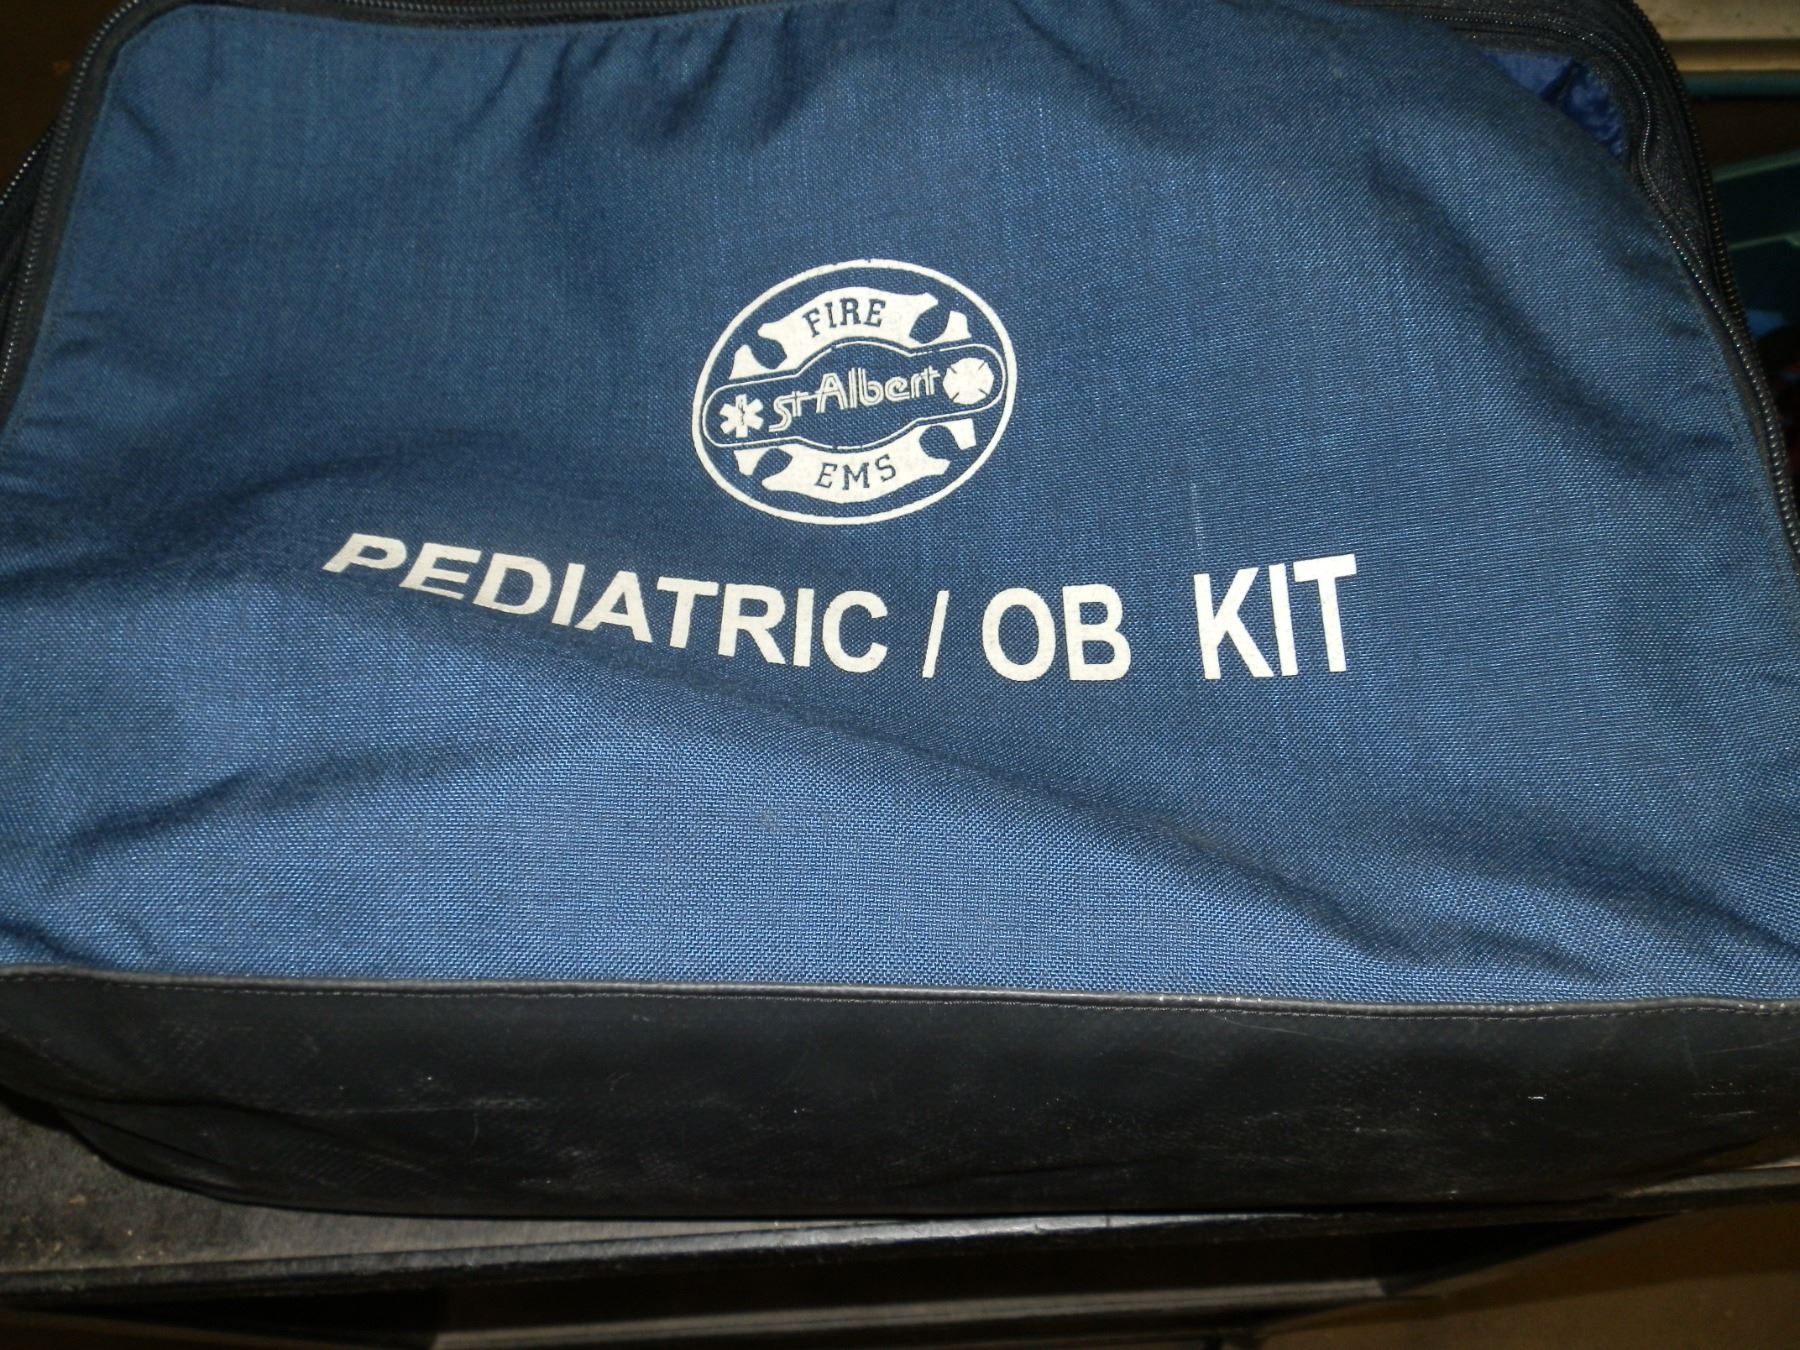 FIRE
St Albert
EMS
PEDIATRIC / OB KIT